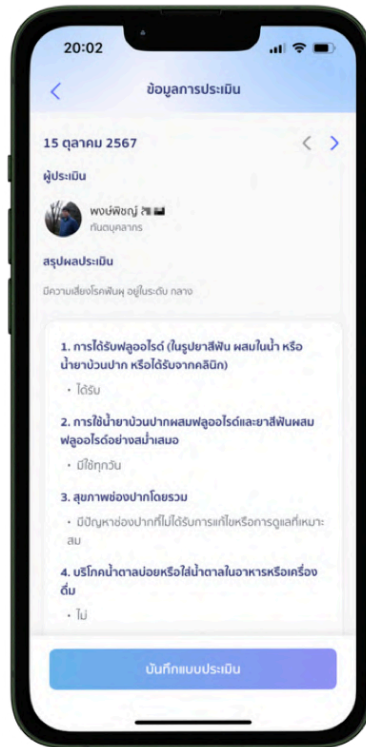 20:02
ข้อมูลการประเมิน
15 ตุลาคม 2567
ผู้ประเมิน
พงษ์พิชญ์
ทันตบุคลากร
สรุปผลประเมิน
มีความเสี่ยงโรคฟันผุ อยู่ในระดับ กลาง
1. การได้รับฟลูออไรด์ (ในรูปยาสีฟัน ผสมในน้ำ หรือ
น้ำยาบ้วนปาก หรือได้รับจากคลินิก)
• ได้รับ
2. การใช้น้ำยาบ้วนปากผสมฟลูออไรด์และยาสีฟันผสม
ฟลูออไรด์อย่างสม่ำเสมอ
• มีใช้ทุกวัน
3. สุขภาพช่องปากโดยรวม
• มีปัญหาช่องปากที่ไม่ได้รับการแก้ไขหรือการดูแลที่เหมาะ
สม
4. บริโภคน้ำตาลบ่อยหรือใส่น้ำตาลในอาหารหรือเครื่อง
ดื่ม
• ไม่
บันทึกแบบประเมิน